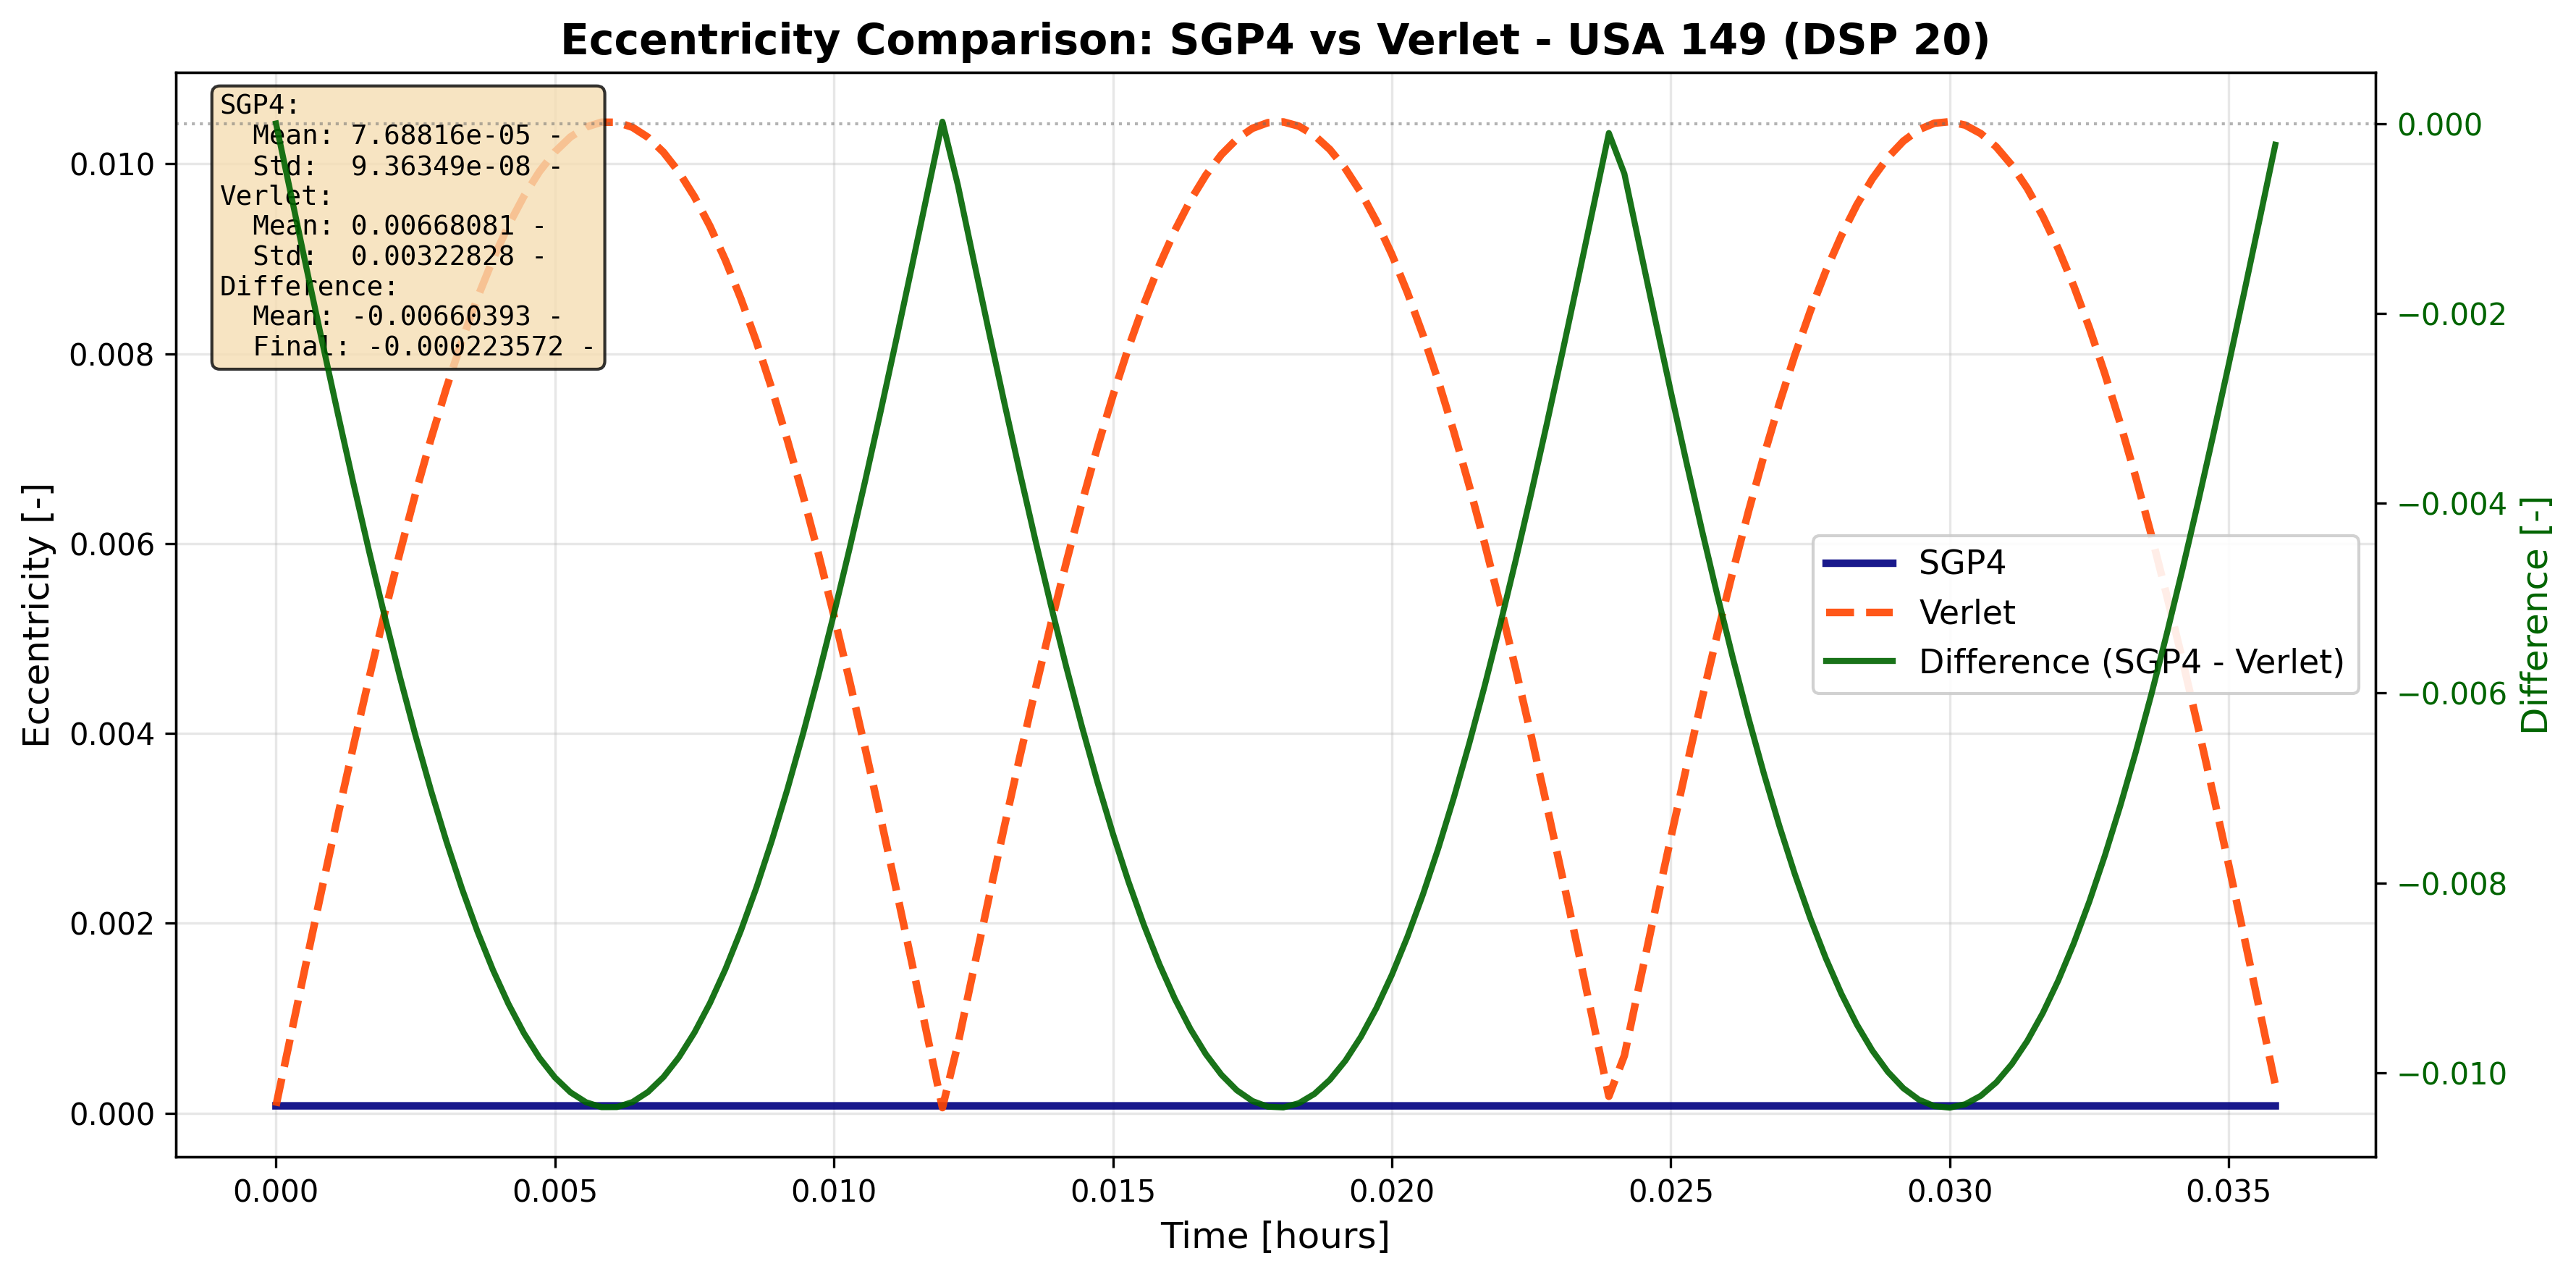 Eccentricity Comparison: SGP4 vs Verlet - USA 149 (DSP 20)
SGP4:
Mean: 7.68816e-05 -
Std: 9.36349e-08 -
Verlet:
Mean: 0.00668081 -
Std: 0.00322828 -
Difference:
Mean: -0.00660393 -
Final: -0.000223572 -
Eccentricity [-]
0.010
0.008
0.006
0.004
0.002
0.000
0.000
−0.002
−0.004
−0.006
−0.008
−0.010
Difference [-]
SGP4
Verlet
Difference (SGP4 - Verlet)
0.000 0.005 0.010 0.015 0.020 0.025 0.030 0.035
Time [hours]